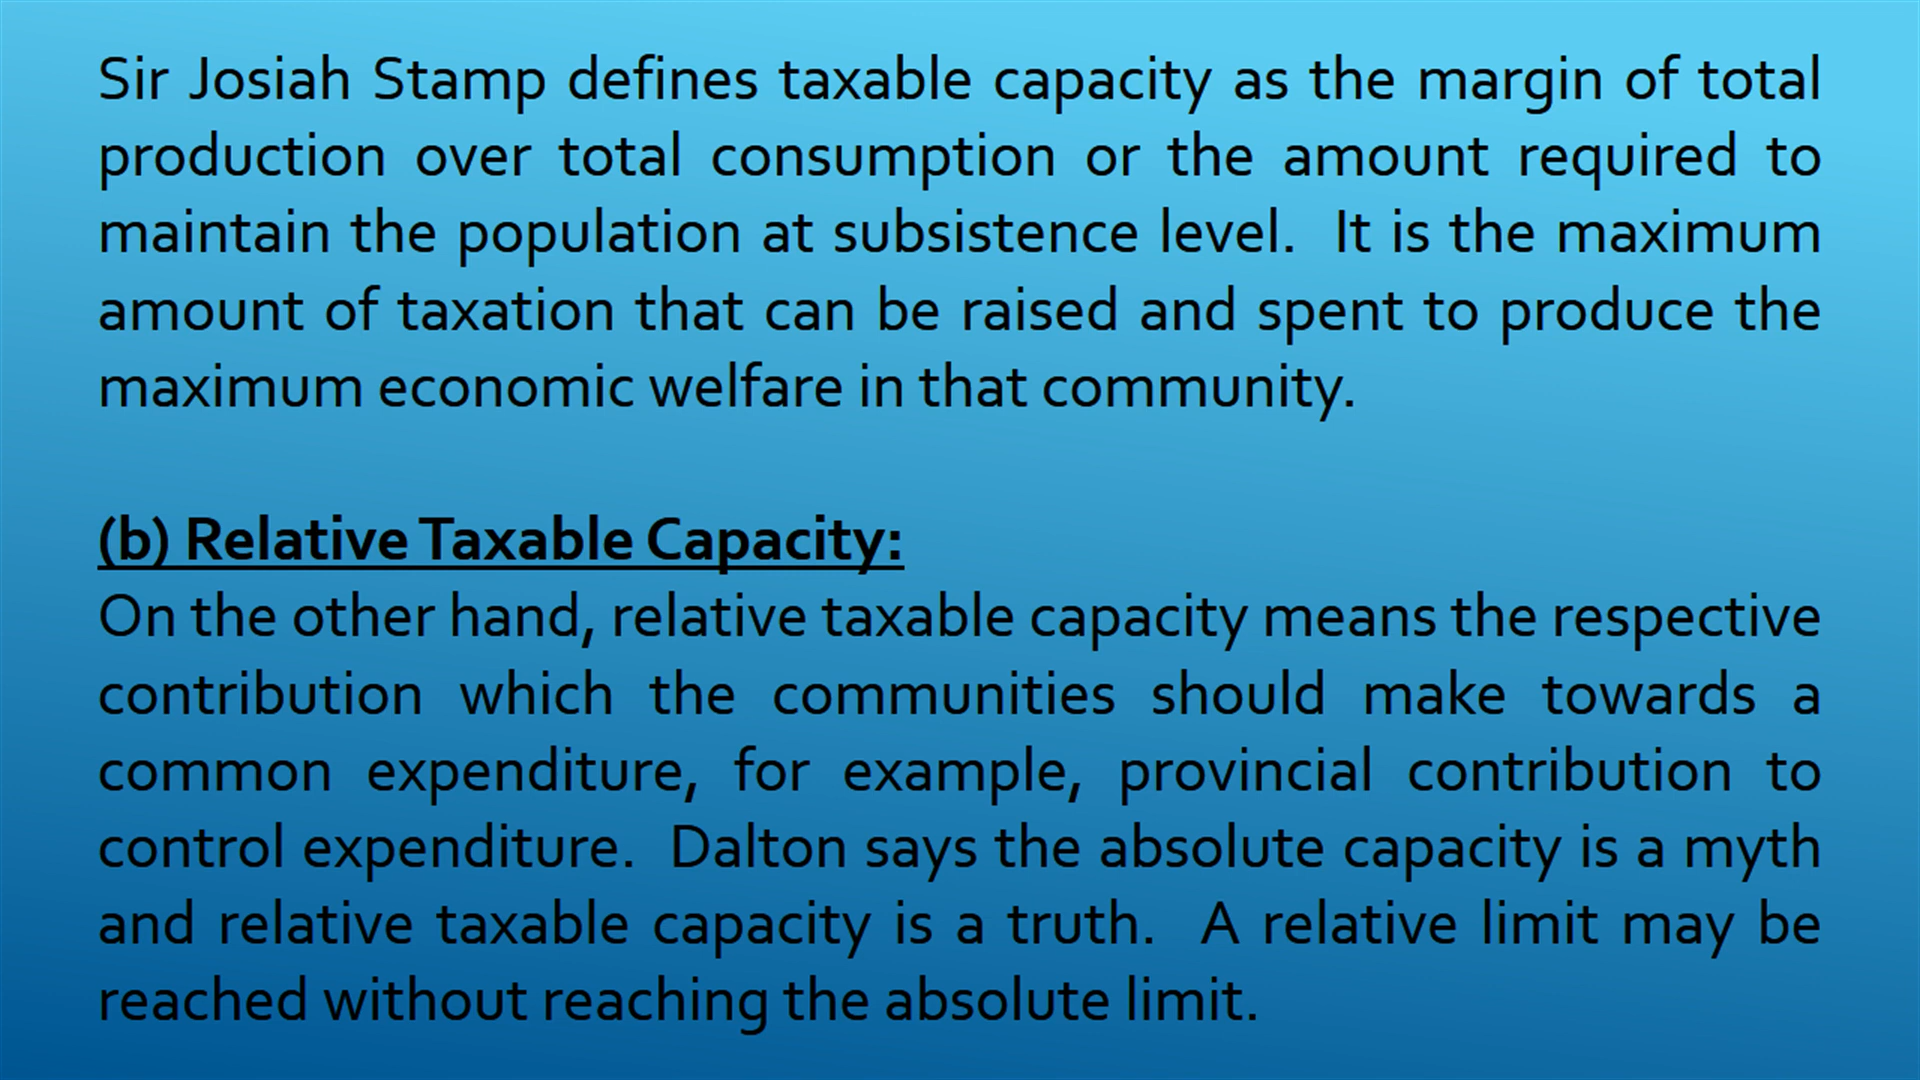 Sir Josiah Stamp defines taxable capacity as the margin of total
production over total consumption or the amount required to
maintain the population at subsistence level.  It is the maximum
amount of taxation that can be raised and spent to produce the
maximum economic welfare in that community.
(b) Relative Taxable Capacity:
On the other hand, relative taxable capacity means the respective
contribution which the communities should make towards a
common expenditure, for example, provincial contribution to
control expenditure.  Dalton says the absolute capacity is a myth
and relative taxable capacity is a truth.  A relative limit may be
reached without reaching the absolute limit.